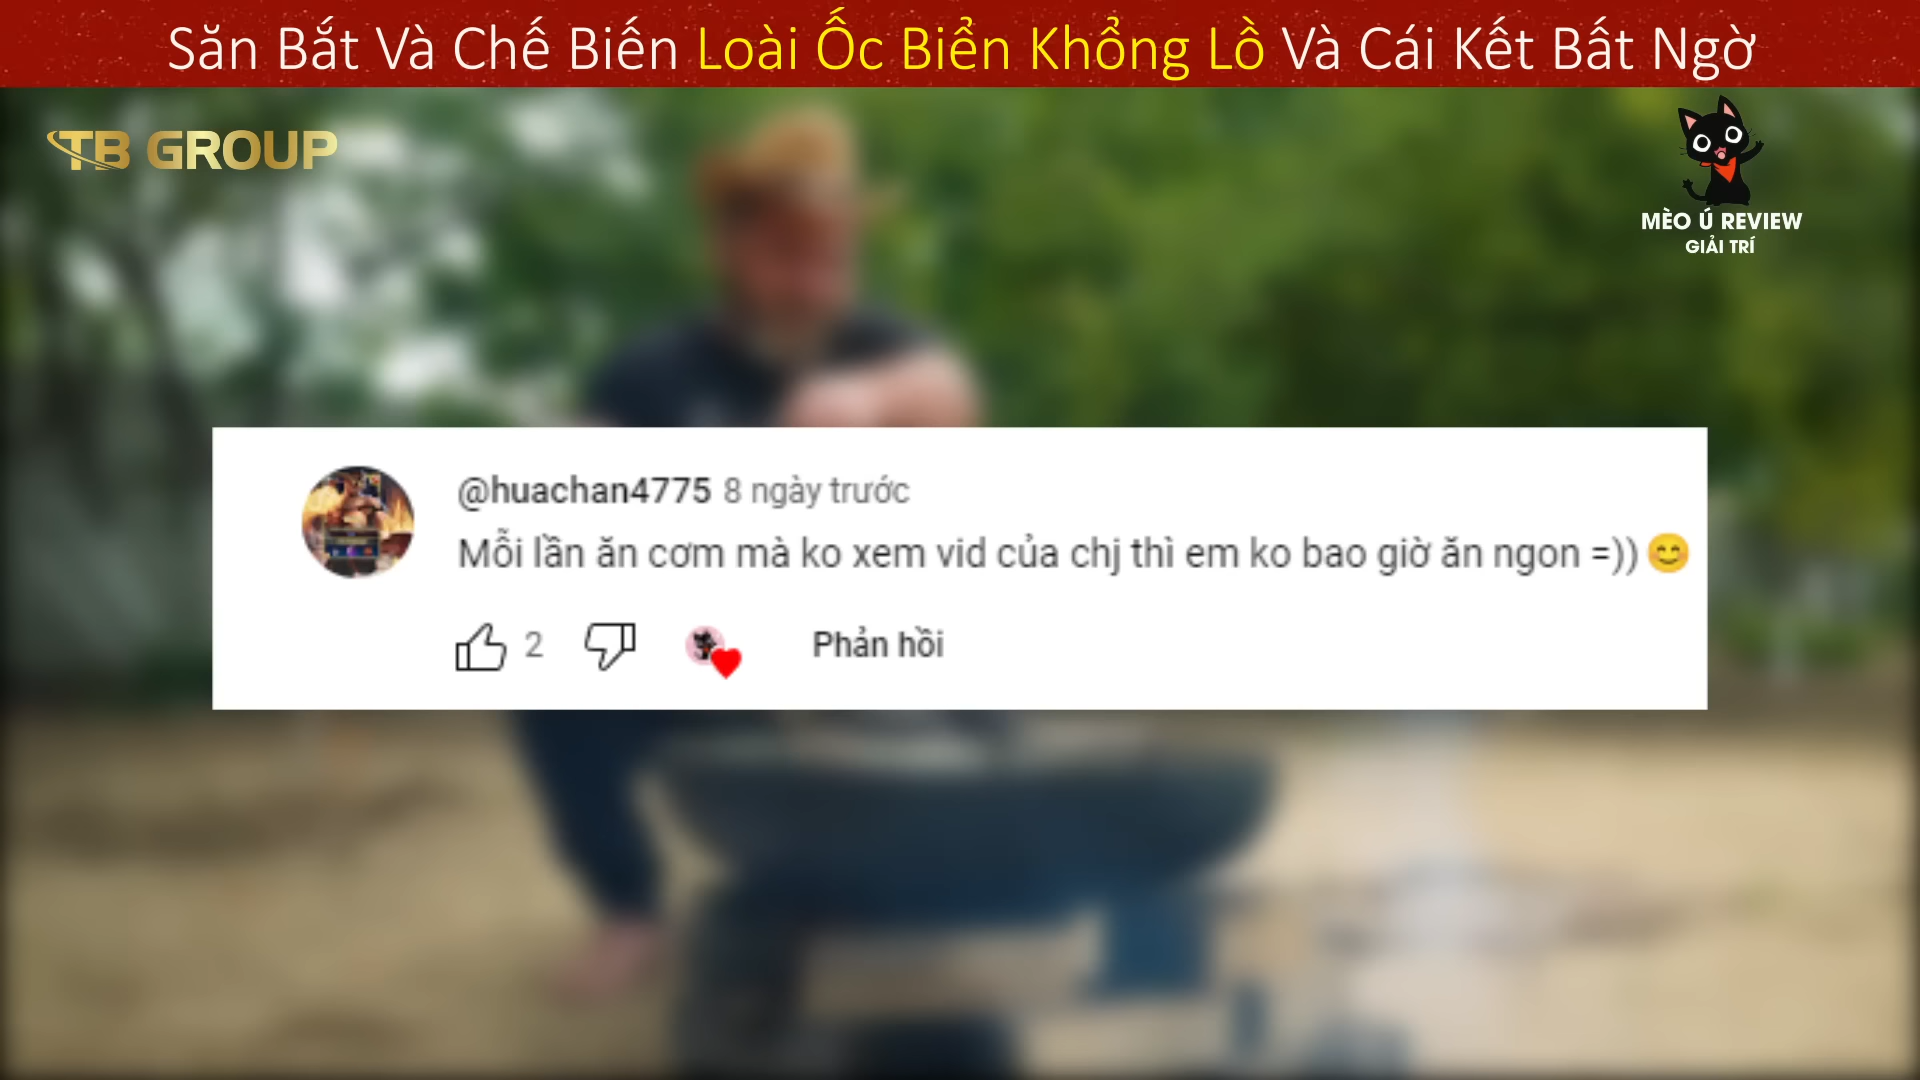 Săn Bắt Và Chế Biến Loài Ốc Biển Khổng Lồ Và Cái Kết Bất Ngờ
TB GROUP
MÈO Ú REVIEW
GIẢI TRÍ
@huachan4775 8 ngày trước
Mỗi lần ăn cơm mà ko xem vid của chj thì em ko bao giờ ăn ngon =)) 😊
2
Phản hồi